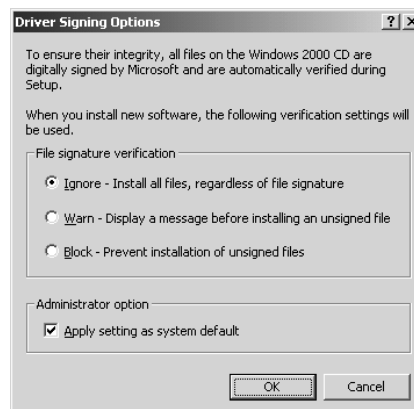 Driver Signing Options
To ensure their integrity, all files on the Windows 2000 CD are
digitally signed by Microsoft and are automatically verified during
Setup.
When you install new software, the following verification settings will
be used.
File signature verification
Ignore - Install all files, regardless of file signature
Warn - Display a message before installing an unsigned file
Block - Prevent installation of unsigned files
Administrator option
Apply setting as system default
OK Cancel